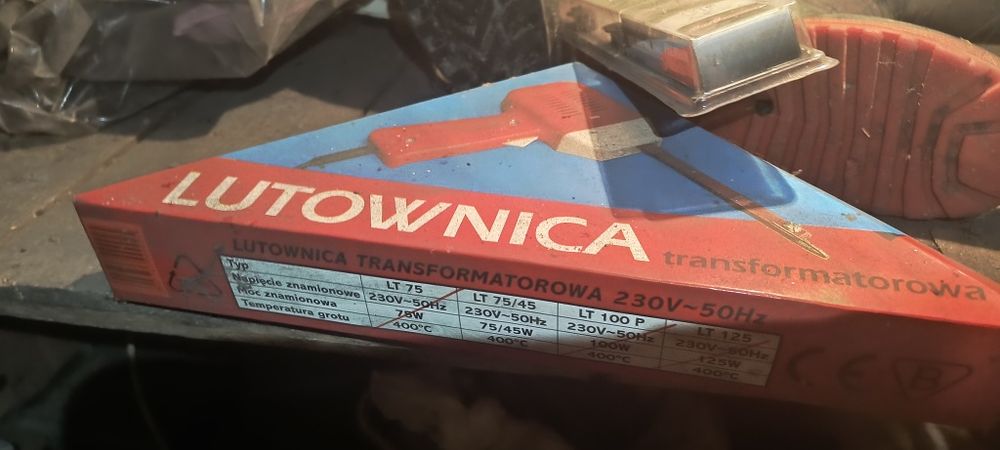 LUTOWNICA
transformatorowa
LUTOWNICA TRANSFORMATOROWA 230V~50Hz
Typ LT 75 LT 75/45 LT 100 P LT 125
Napięcie znamionowe 230V~50Hz 230V~50Hz 230V~50Hz 230V~50Hz
Moc znamionowa 75W 75/45W 100W 125W
Temperatura grotu 400°C 400°C 400°C 400°C
CE B